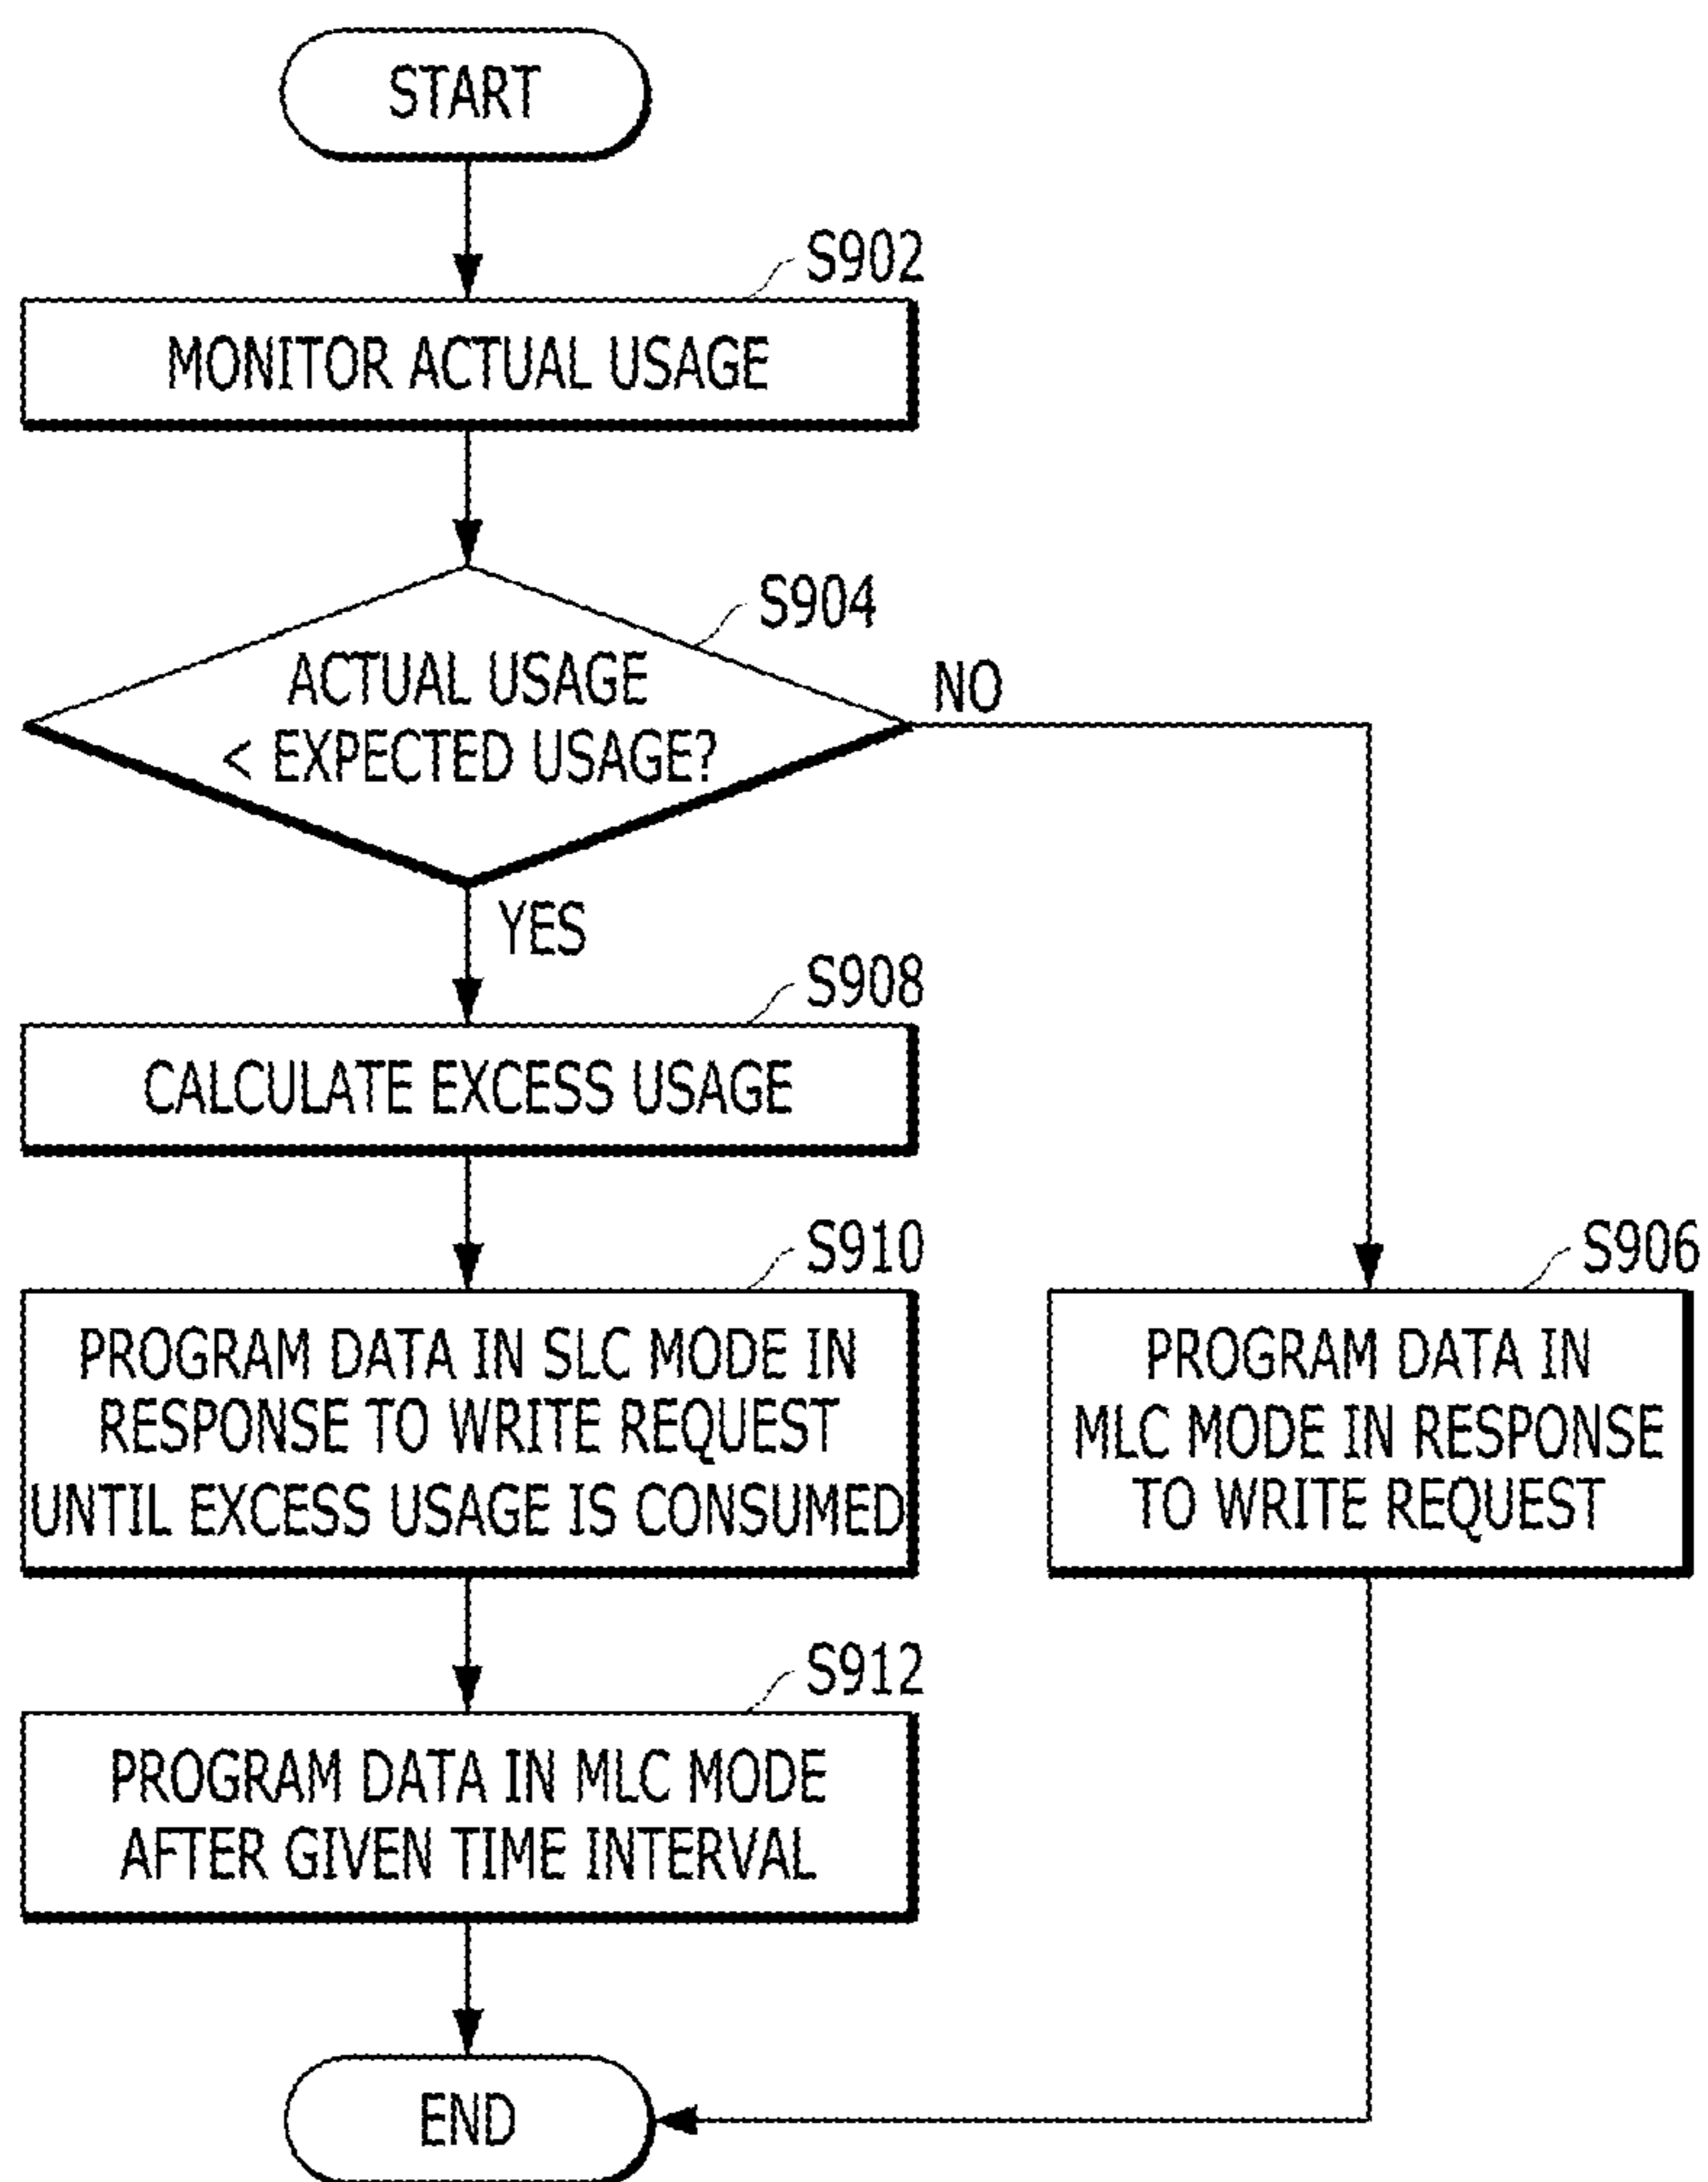 START
S902
MONITOR ACTUAL USAGE
S904
ACTUAL USAGE
< EXPECTED USAGE?
NO
YES
S908
CALCULATE EXCESS USAGE
S910
PROGRAM DATA IN SLC MODE IN
RESPONSE TO WRITE REQUEST
UNTIL EXCESS USAGE IS CONSUMED
S906
PROGRAM DATA IN
MLC MODE IN RESPONSE
TO WRITE REQUEST
S912
PROGRAM DATA IN MLC MODE
AFTER GIVEN TIME INTERVAL
END